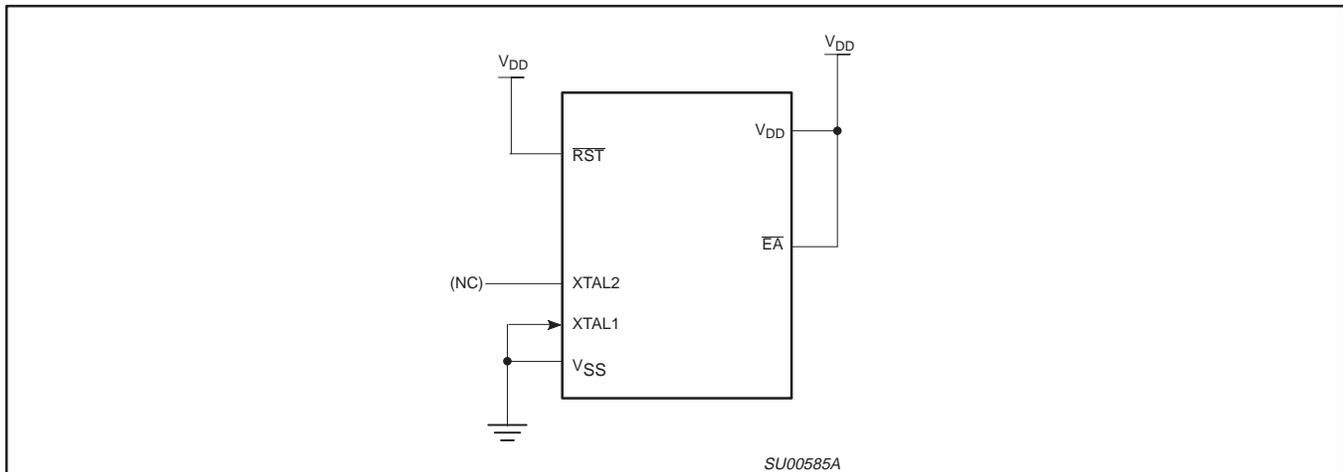 VDD
VDD
VDD
RST
EA
(NC)
XTAL2
XTAL1
VSS
SU00585A